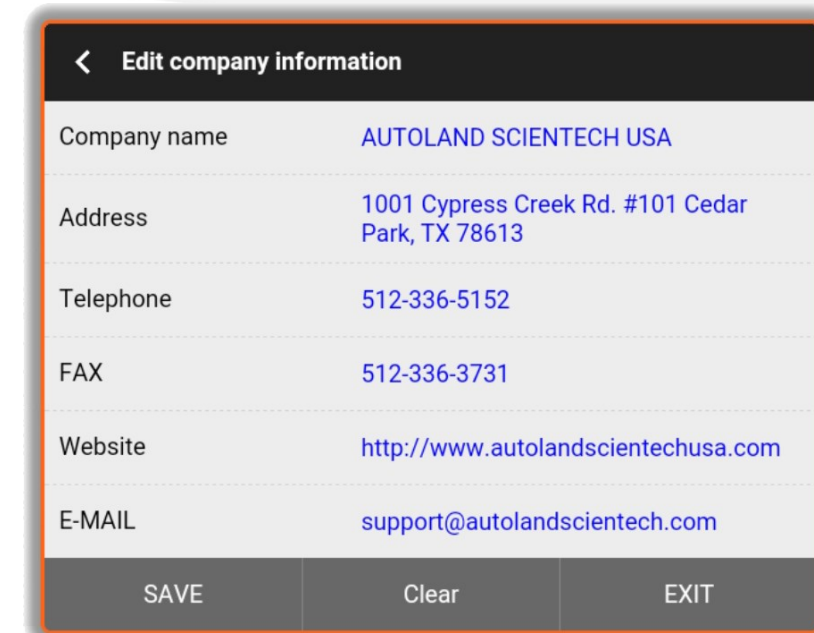 Edit company information
Company name AUTOLAND SCIENTECH USA
Address 1001 Cypress Creek Rd. #101 Cedar
Park, TX 78613
Telephone 512-336-5152
FAX 512-336-3731
Website http://www.autolandscientechusa.com
E-MAIL support@autolandscientech.com
SAVE Clear EXIT